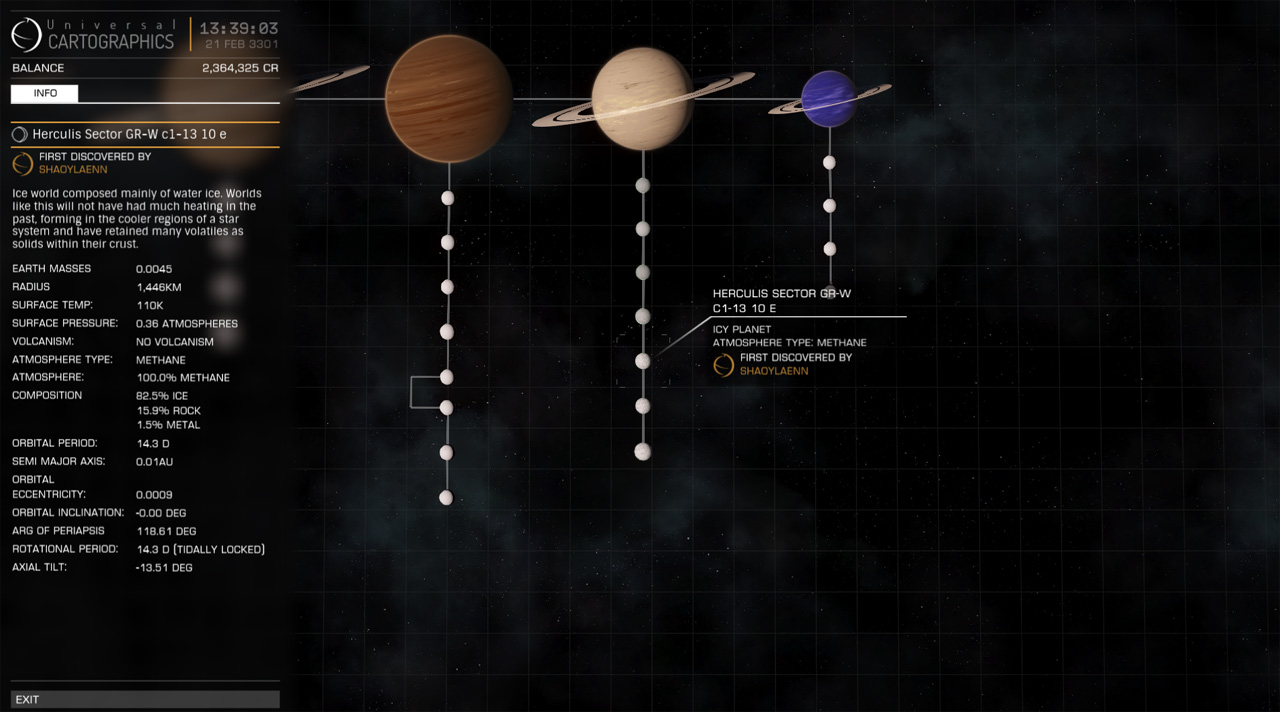 Universal
CARTOGRAPHICS
13:39:03
21 FEB 3301
BALANCE 2,364,325 CR
INFO
Herculis Sector GR-W c1-13 10 e
FIRST DISCOVERED BY
SHAOYLAENN
Ice world composed mainly of water ice. Worlds
like this will not have had much heating in the
past, forming in the cooler regions of a star
system and have retained many volatiles as
solids within their crust.
EARTH MASSES 0.0045
RADIUS 1,446KM
SURFACE TEMP: 110K
SURFACE PRESSURE: 0.36 ATMOSPHERES
VOLCANISM: NO VOLCANISM
ATMOSPHERE TYPE: METHANE
ATMOSPHERE: 100.0% METHANE
COMPOSITION 82.5% ICE
15.9% ROCK
1.5% METAL
ORBITAL PERIOD: 14.3 D
SEMI MAJOR AXIS: 0.01AU
ORBITAL
ECCENTRICITY: 0.0009
ORBITAL INCLINATION: -0.00 DEG
ARG OF PERIAPSIS 118.61 DEG
ROTATIONAL PERIOD: 14.3 D (TIDALLY LOCKED)
AXIAL TILT: -13.51 DEG
EXIT
HERCULIS SECTOR GR-W
C1-13 10 E
ICY PLANET
ATMOSPHERE TYPE: METHANE
FIRST DISCOVERED BY
SHAOYLAENN